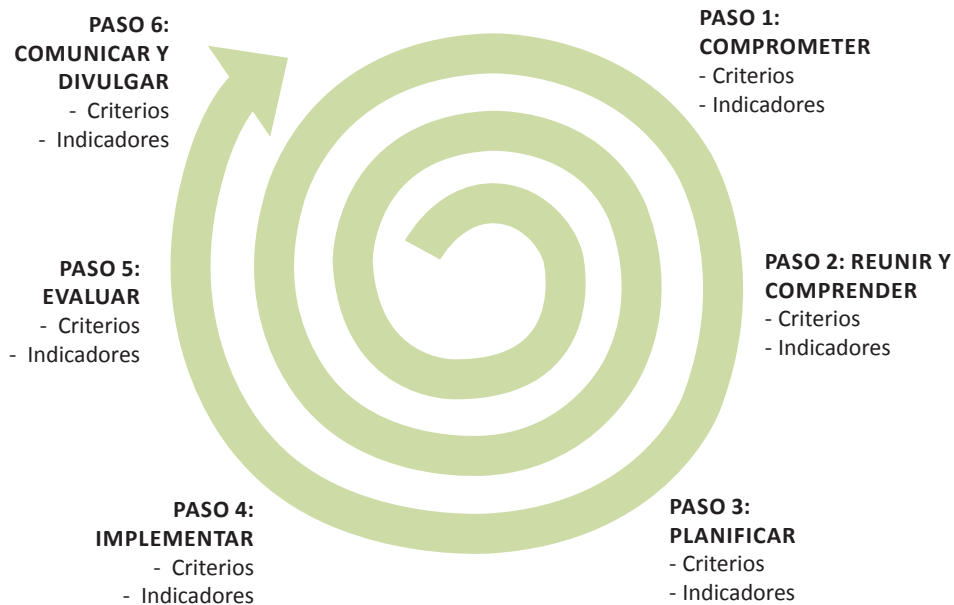 PASO 1:
COMPROMETER
- Criterios
- Indicadores
PASO 2: REUNIR Y
COMPRENDER
- Criterios
- Indicadores
PASO 3:
PLANIFICAR
- Criterios
- Indicadores
PASO 4:
IMPLEMENTAR
- Criterios
- Indicadores
PASO 5:
EVALUAR
- Criterios
- Indicadores
PASO 6:
COMUNICAR Y
DIVULGAR
- Criterios
- Indicadores